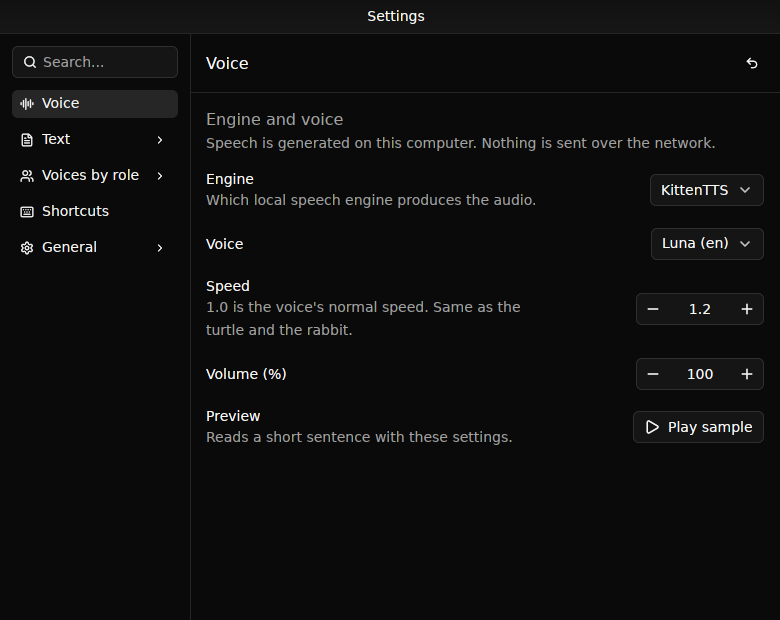 Settings
Search...
Voice
Text
Voices by role
Shortcuts
General
Voice
Engine and voice
Speech is generated on this computer. Nothing is sent over the network.
Engine
Which local speech engine produces the audio.
KittenTTS
Voice
Luna (en)
Speed
1.0 is the voice's normal speed. Same as the
turtle and the rabbit.
1.2
Volume (%)
100
Preview
Reads a short sentence with these settings.
Play sample